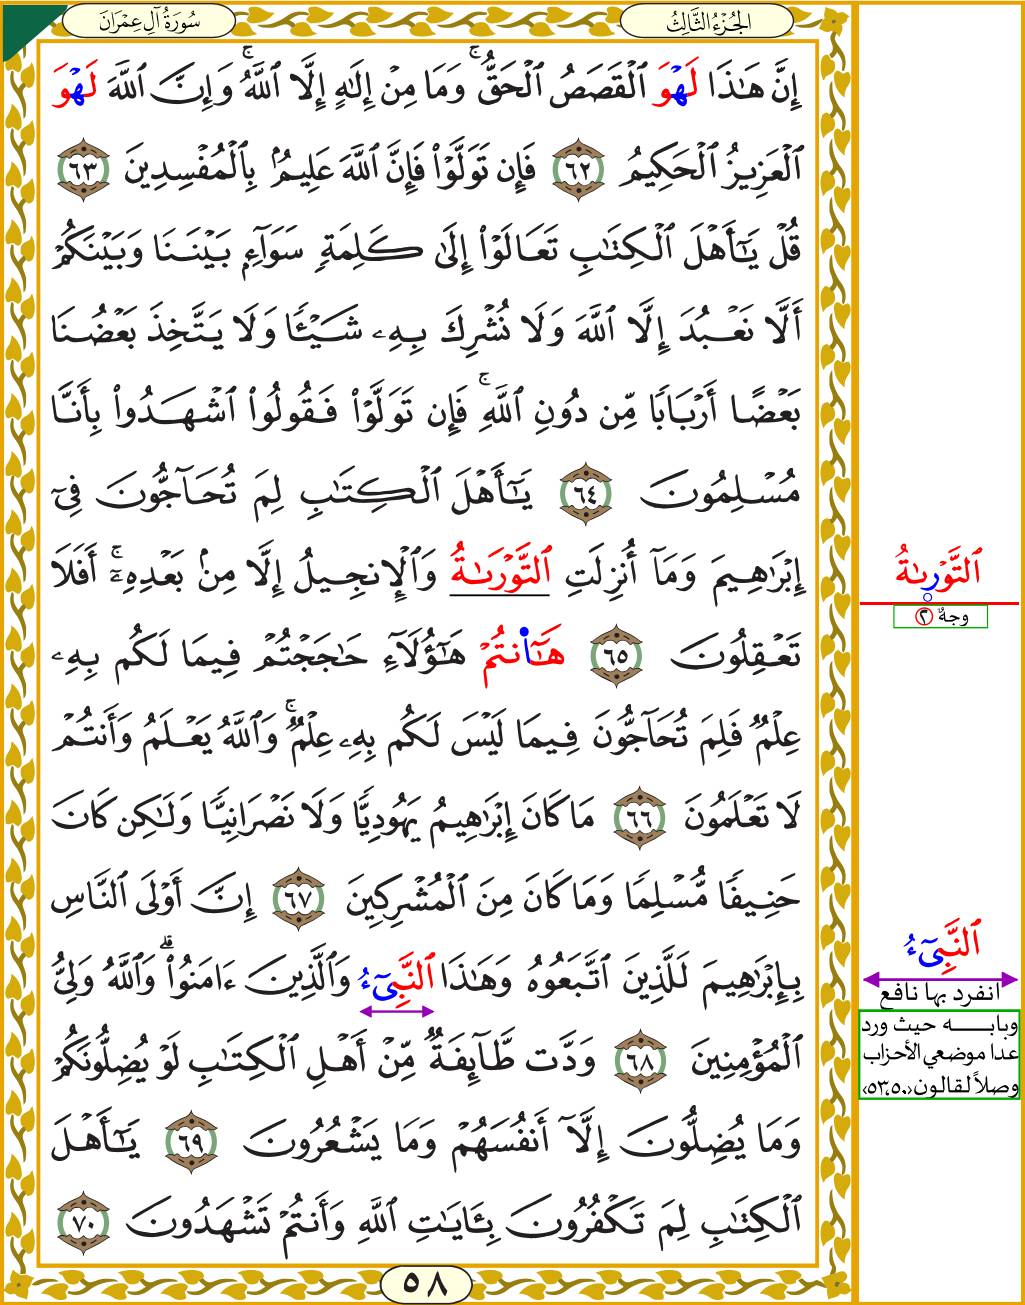 سُورَةُ آلِ عِمْرَانَ
الجُزْءُ الثَّالِثُ
إِنَّ هَٰذَا لَهْوَ ٱلْقَصَصُ ٱلْحَقُّ ۚ وَمَا مِنْ إِلَٰهٍ إِلَّا ٱللَّهُ ۚ وَإِنَّ ٱللَّهَ لَهْوَ
ٱلْعَزِيزُ ٱلْحَكِيمُ ٦٢ فَإِن تَوَلَّوْا۟ فَإِنَّ ٱللَّهَ عَلِيمٌۢ بِٱلْمُفْسِدِينَ ٦٣
قُلْ يَٰٓأَهْلَ ٱلْكِتَٰبِ تَعَالَوْا۟ إِلَىٰ كَلِمَةٍۢ سَوَآءٍۭ بَيْنَنَا وَبَيْنَكُمْ
أَلَّا نَعْبُدَ إِلَّا ٱللَّهَ وَلَا نُشْرِكَ بِهِۦ شَيْـًٔا وَلَا يَتَّخِذَ بَعْضُنَا
بَعْضًا أَرْبَابًا مِّن دُونِ ٱللَّهِ ۚ فَإِن تَوَلَّوْا۟ فَقُولُوا۟ ٱشْهَدُوا۟ بِأَنَّا
مُسْلِمُونَ ٦٤ يَٰٓأَهْلَ ٱلْكِتَٰبِ لِمَ تُحَآجُّونَ فِىٓ
إِبْرَٰهِيمَ وَمَآ أُنزِلَتِ ٱلتَّوْرَىٰةُ وَٱلْإِنجِيلُ إِلَّا مِنۢ بَعْدِهِۦٓ ۚ أَفَلَا
تَعْقِلُونَ ٦٥ هَٰٓانتُمْ هَٰٓؤُلَآءِ حَٰجَجْتُمْ فِيمَا لَكُم بِهِۦ
عِلْمٌ فَلِمَ تُحَآجُّونَ فِيمَا لَيْسَ لَكُم بِهِۦ عِلْمٌ ۚ وَٱللَّهُ يَعْلَمُ وَأَنتُمْ
لَا تَعْلَمُونَ ٦٦ مَا كَانَ إِبْرَٰهِيمُ يَهُودِيًّا وَلَا نَصْرَانِيًّا وَلَٰكِن كَانَ
حَنِيفًا مُّسْلِمًا وَمَا كَانَ مِنَ ٱلْمُشْرِكِينَ ٦٧ إِنَّ أَوْلَى ٱلنَّاسِ
بِإِبْرَٰهِيمَ لَلَّذِينَ ٱتَّبَعُوهُ وَهَٰذَا ٱلنَّبِىٓءُ وَٱلَّذِينَ ءَامَنُوا۟ ۗ وَٱللَّهُ وَلِىُّ
ٱلْمُؤْمِنِينَ ٦٨ وَدَّت طَّآئِفَةٌ مِّنْ أَهْلِ ٱلْكِتَٰبِ لَوْ يُضِلُّونَكُمْ
وَمَا يُضِلُّونَ إِلَّآ أَنفُسَهُمْ وَمَا يَشْعُرُونَ ٦٩ يَٰٓأَهْلَ
ٱلْكِتَٰبِ لِمَ تَكْفُرُونَ بِـَٔايَٰتِ ٱللَّهِ وَأَنتُمْ تَشْهَدُونَ ٧٠
٥٨
ٱلتَّوْرَىٰةُ
وجهٌ ٢
ٱلنَّبِىٓءُ
انفرد بها نافع
وبابه حيث ورد
عدا موضعي الأحزاب
وصلاً لقالون (٥٣،٥٠)